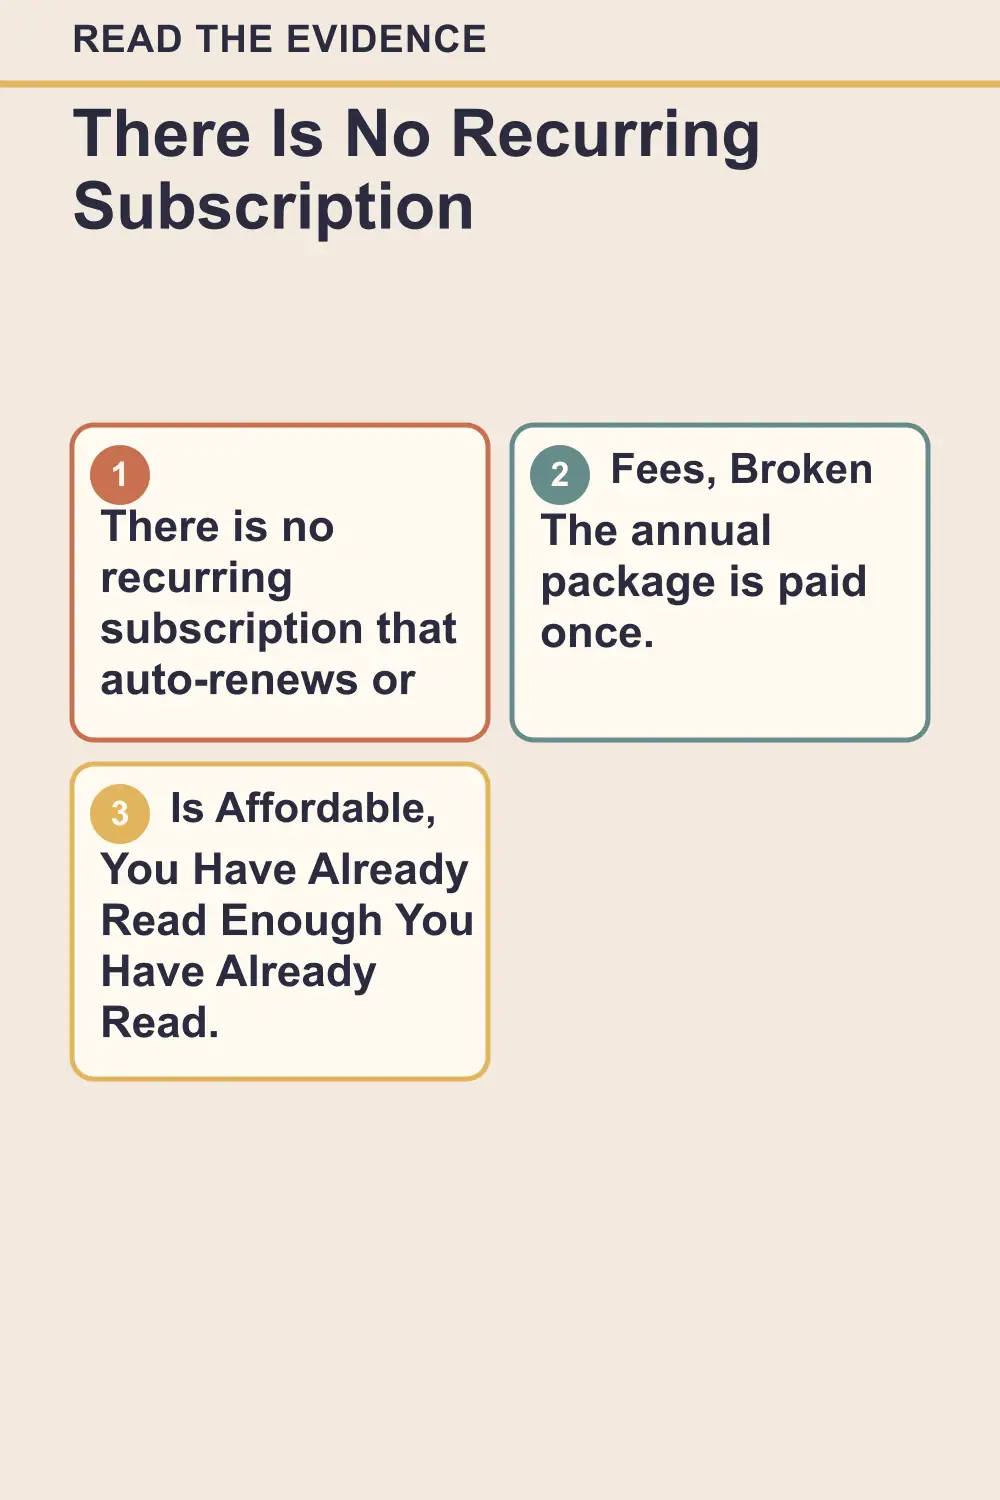 READ THE EVIDENCE
There Is No Recurring
Subscription
1
There is no
recurring
subscription that
auto-renews or
2 Fees, Broken
The annual
package is paid
once.
3 Is Affordable,
You Have Already
Read Enough You
Have Already
Read.